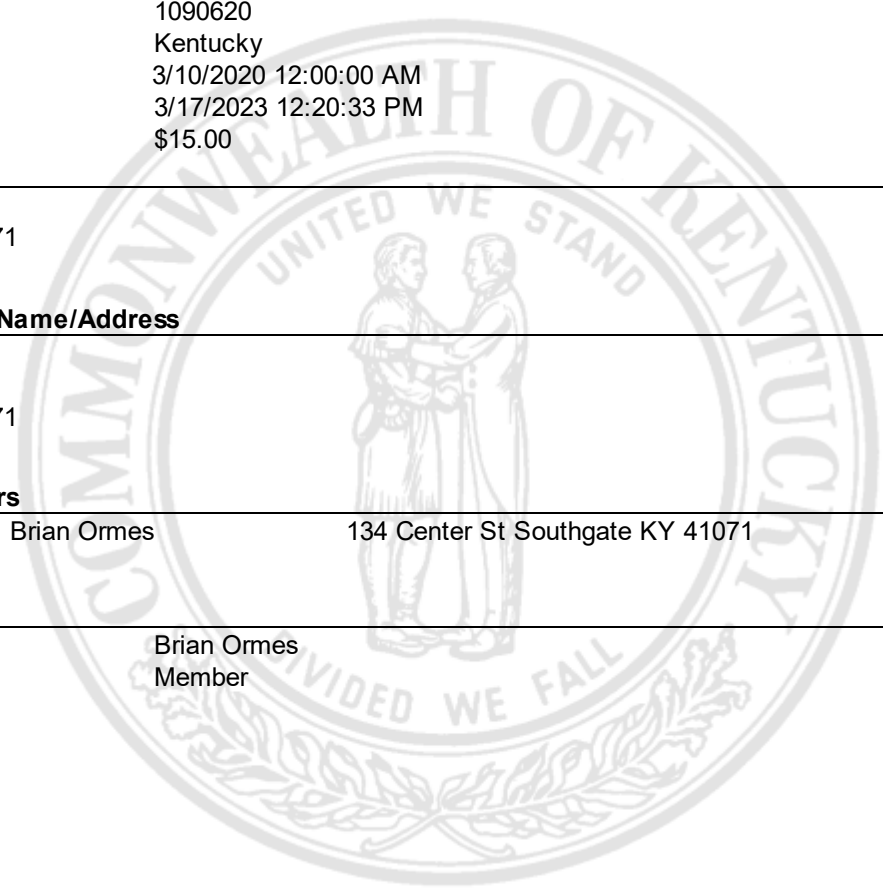 1090620
Kentucky
3/10/2020 12:00:00 AM
3/17/2023 12:20:33 PM
$15.00
COMMONWEALTH OF KENTUCKY
UNITED WE STAND
71
Name/Address
71
rs
Brian Ormes 134 Center St Southgate KY 41071
Brian Ormes
Member
DIVIDED WE FALL